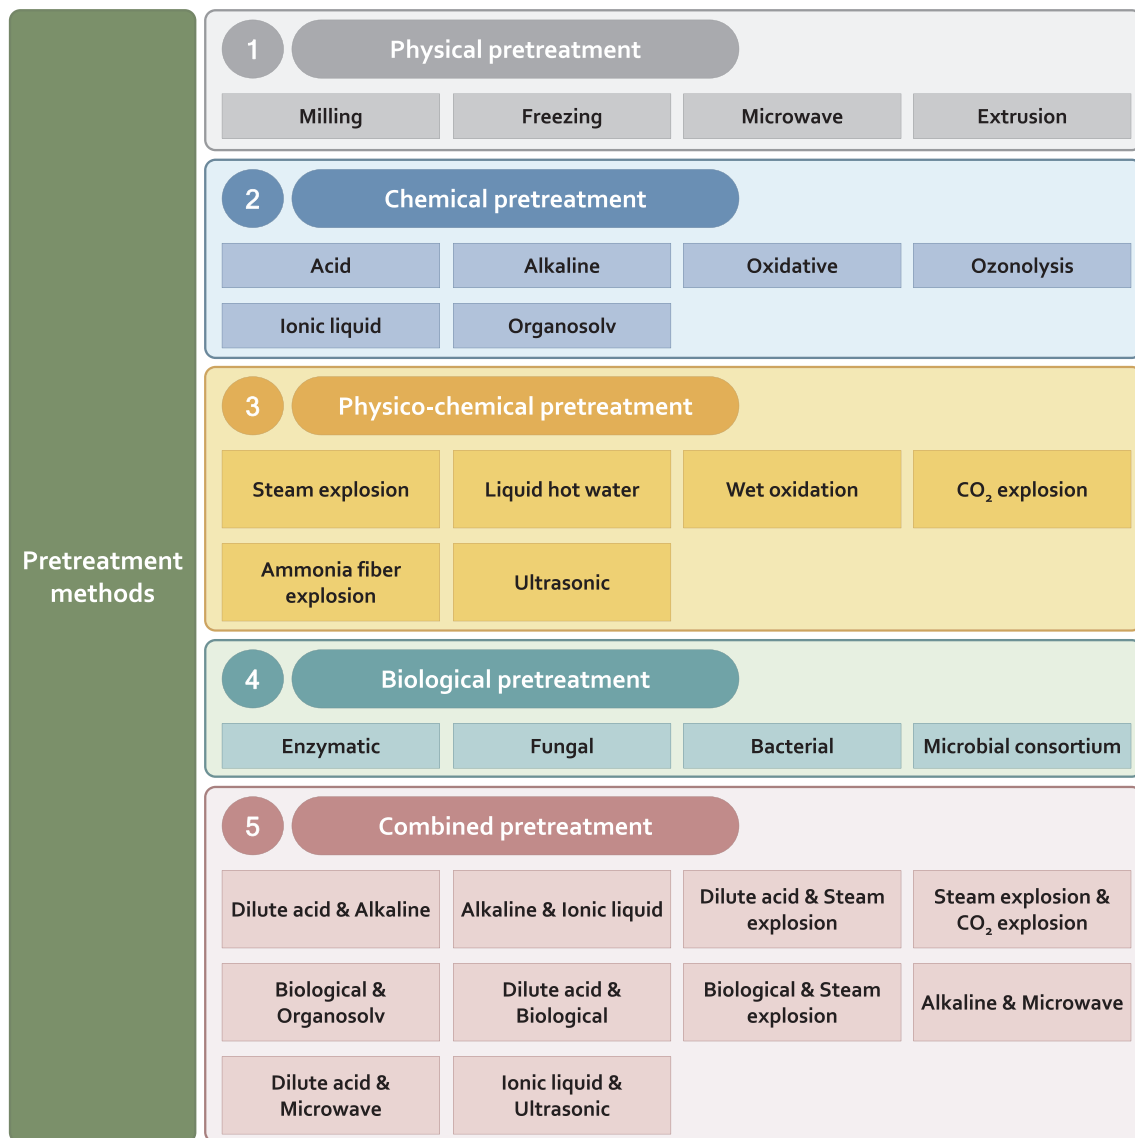 Pretreatment
methods
1
Physical pretreatment
Milling
Freezing
Microwave
Extrusion
2
Chemical pretreatment
Acid
Alkaline
Oxidative
Ozonolysis
Ionic liquid
Organosolv
3
Physico-chemical pretreatment
Steam explosion
Liquid hot water
Wet oxidation
CO₂ explosion
Ammonia fiber
explosion
Ultrasonic
4
Biological pretreatment
Enzymatic
Fungal
Bacterial
Microbial consortium
5
Combined pretreatment
Dilute acid & Alkaline
Alkaline & Ionic liquid
Dilute acid & Steam
explosion
Steam explosion &
CO₂ explosion
Biological &
Organosolv
Dilute acid &
Biological
Biological & Steam
explosion
Alkaline & Microwave
Dilute acid &
Microwave
Ionic liquid &
Ultrasonic